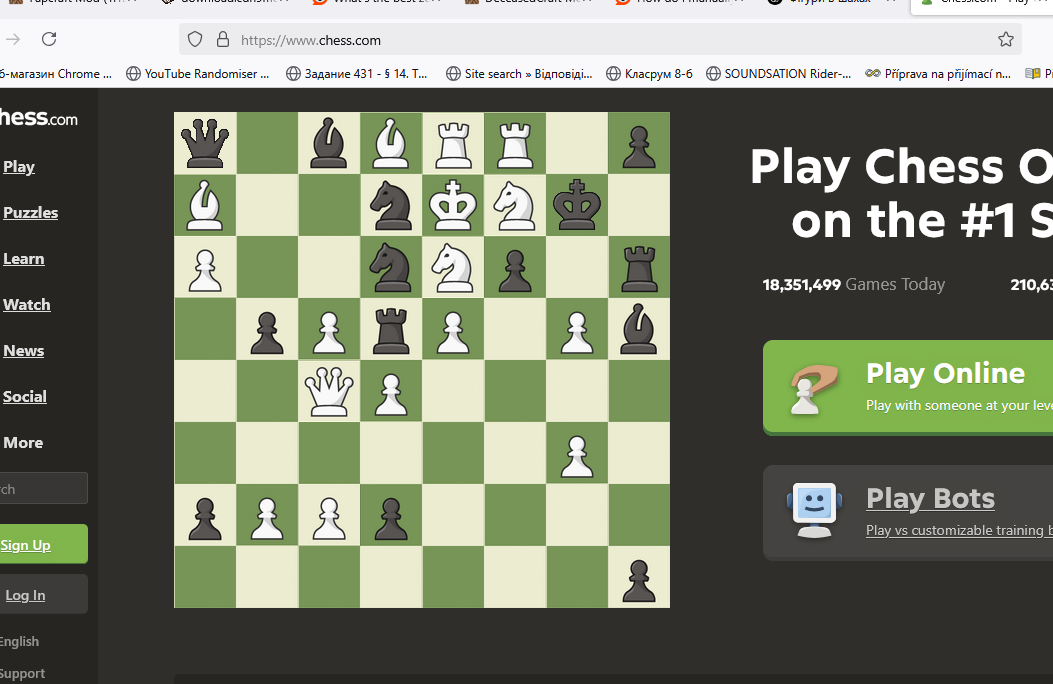 https://www.chess.com
б-магазин Chrome ... YouTube Randomiser ... Задание 431 - § 14. Т... Site search » Відповіді... Класрум 8-б SOUNDSATION Rider-... Příprava na přijímací n...
hess.com
Play
Puzzles
Learn
Watch
News
Social
More
rch
Sign Up
Log In
English
Support
Play Chess O
on the #1 S
18,351,499 Games Today 210,63
Play Online
Play with someone at your leve
Play Bots
Play vs customizable training b